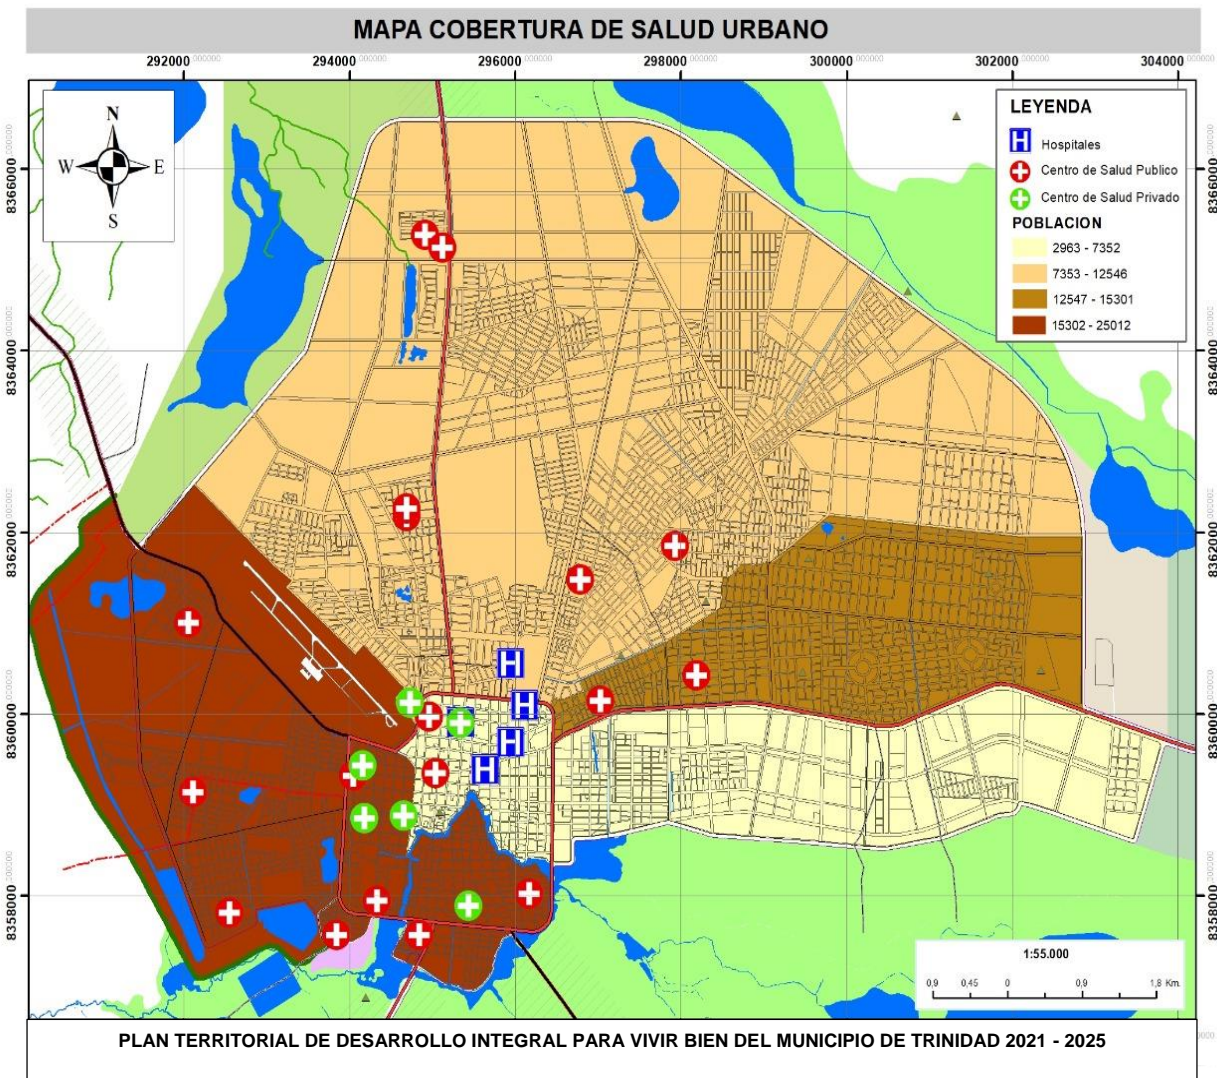 MAPA COBERTURA DE SALUD URBANO
292000 294000 296000 298000 300000 302000 304000
N
W E
S
LEYENDA
H Hospitales
Centro de Salud Publico
Centro de Salud Privado
POBLACION
2963 - 7352
7353 - 12546
12547 - 15301
15302 - 25012
8366000 8366000
8364000 8364000
8362000 8362000
H
H
8360000 8360000
H
H
8358000 8358000
1:55.000
0,9 0,45 0 0,9 1,8 Km.
PLAN TERRITORIAL DE DESARROLLO INTEGRAL PARA VIVIR BIEN DEL MUNICIPIO DE TRINIDAD 2021 - 2025